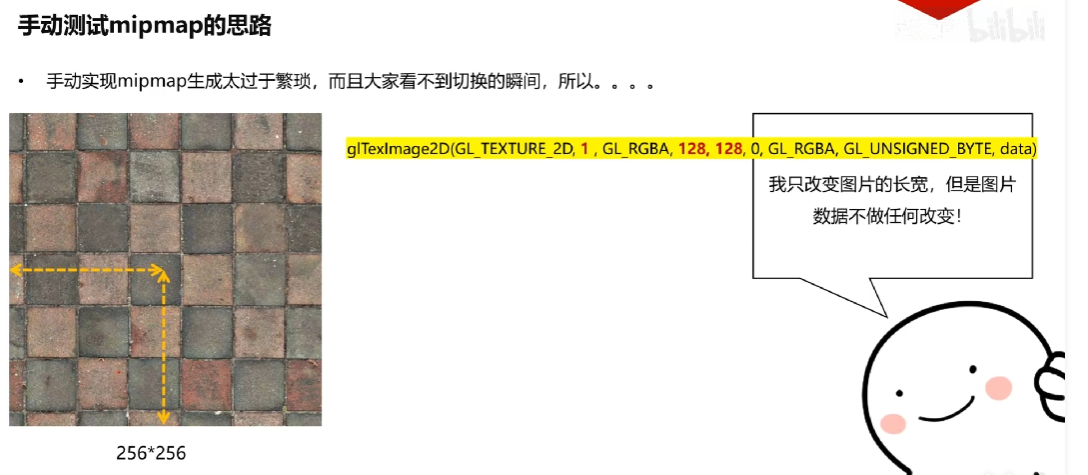 手动测试mipmap的思路
bilibili
• 手动实现mipmap生成太过于繁琐，而且大家看不到切换的瞬间，所以。。。。
glTexImage2D(GL_TEXTURE_2D, 1 , GL_RGBA, 128, 128, 0, GL_RGBA, GL_UNSIGNED_BYTE, data)
我只改变图片的长宽，但是图片
数据不做任何改变！
256*256